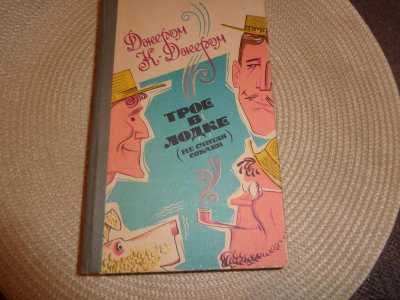 Джером
К. Джером
ТРОЕ
В
ЛОДКЕ
(НЕ СЧИТАЯ
СОБАКИ)